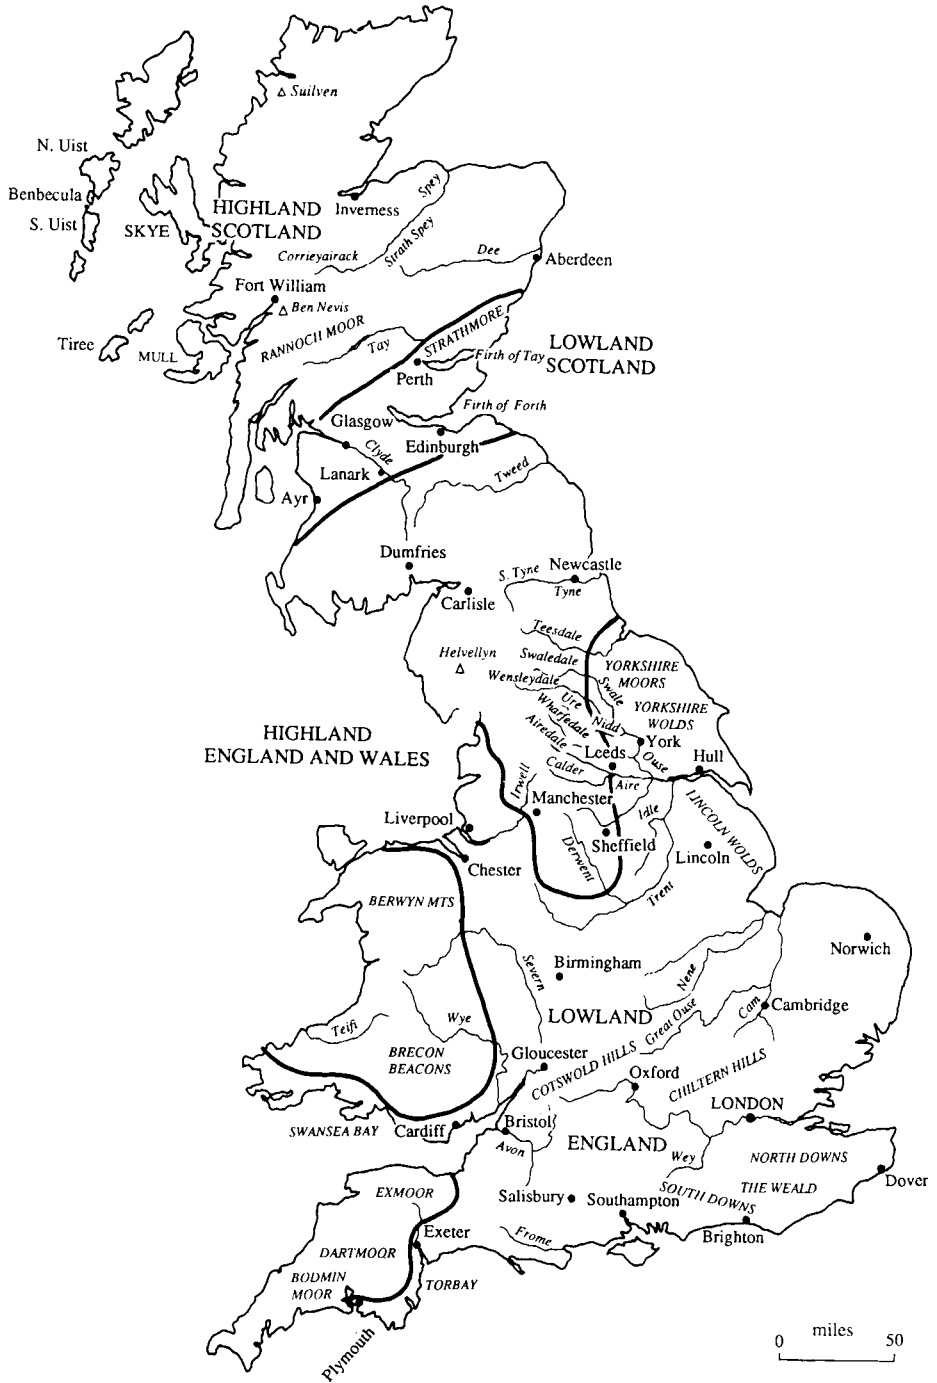 Suilven
N. Uist
Benbecula
S. Uist
SKYE
HIGHLAND
SCOTLAND
Inverness
Spey
Strath Spey
Corrieyairack
Dee
Aberdeen
Fort William
Ben Nevis
Tiree
MULL
RANNOCH MOOR
Tay
STRATHMORE
LOWLAND
SCOTLAND
Firth of Tay
Perth
Firth of Forth
Glasgow
Edinburgh
Clyde
Lanark
Tweed
Ayr
Dumfries
Newcastle
S. Tyne
Tyne
Carlisle
Teesdale
Helvellyn
Swaledale
YORKSHIRE
MOORS
Wensleydale
Swale
Ure
YORKSHIRE
WOLDS
Wharfedale
Nidd
HIGHLAND
ENGLAND AND WALES
Airedale
York
Leeds
Ouse
Hull
Irwell
Calder
Aire
Manchester
Idle
LINCOLN WOLDS
Liverpool
Sheffield
Lincoln
Chester
Derwent
Trent
BERWYN MTS
Norwich
Severn
Birmingham
Nene
Cam
Cambridge
LOWLAND
Great Ouse
Teifi
Wye
BRECON
BEACONS
Gloucester
COTSWOLD HILLS
Oxford
CHILTERN HILLS
LONDON
SWANSEA BAY
Cardiff
Bristol
Avon
ENGLAND
Wey
NORTH DOWNS
Dover
THE WEALD
SOUTH DOWNS
EXMOOR
Salisbury
Southampton
Brighton
Exeter
Frome
DARTMOOR
BODMIN
MOOR
TORBAY
Plymouth
miles
0 50